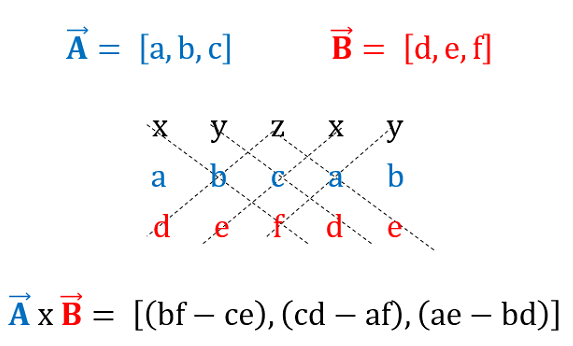 A⃗ = [a, b, c] B⃗ = [d, e, f]
x y z x y
a b c a b
d e f d e
A⃗ x B⃗ = [(bf − ce), (cd − af), (ae − bd)]